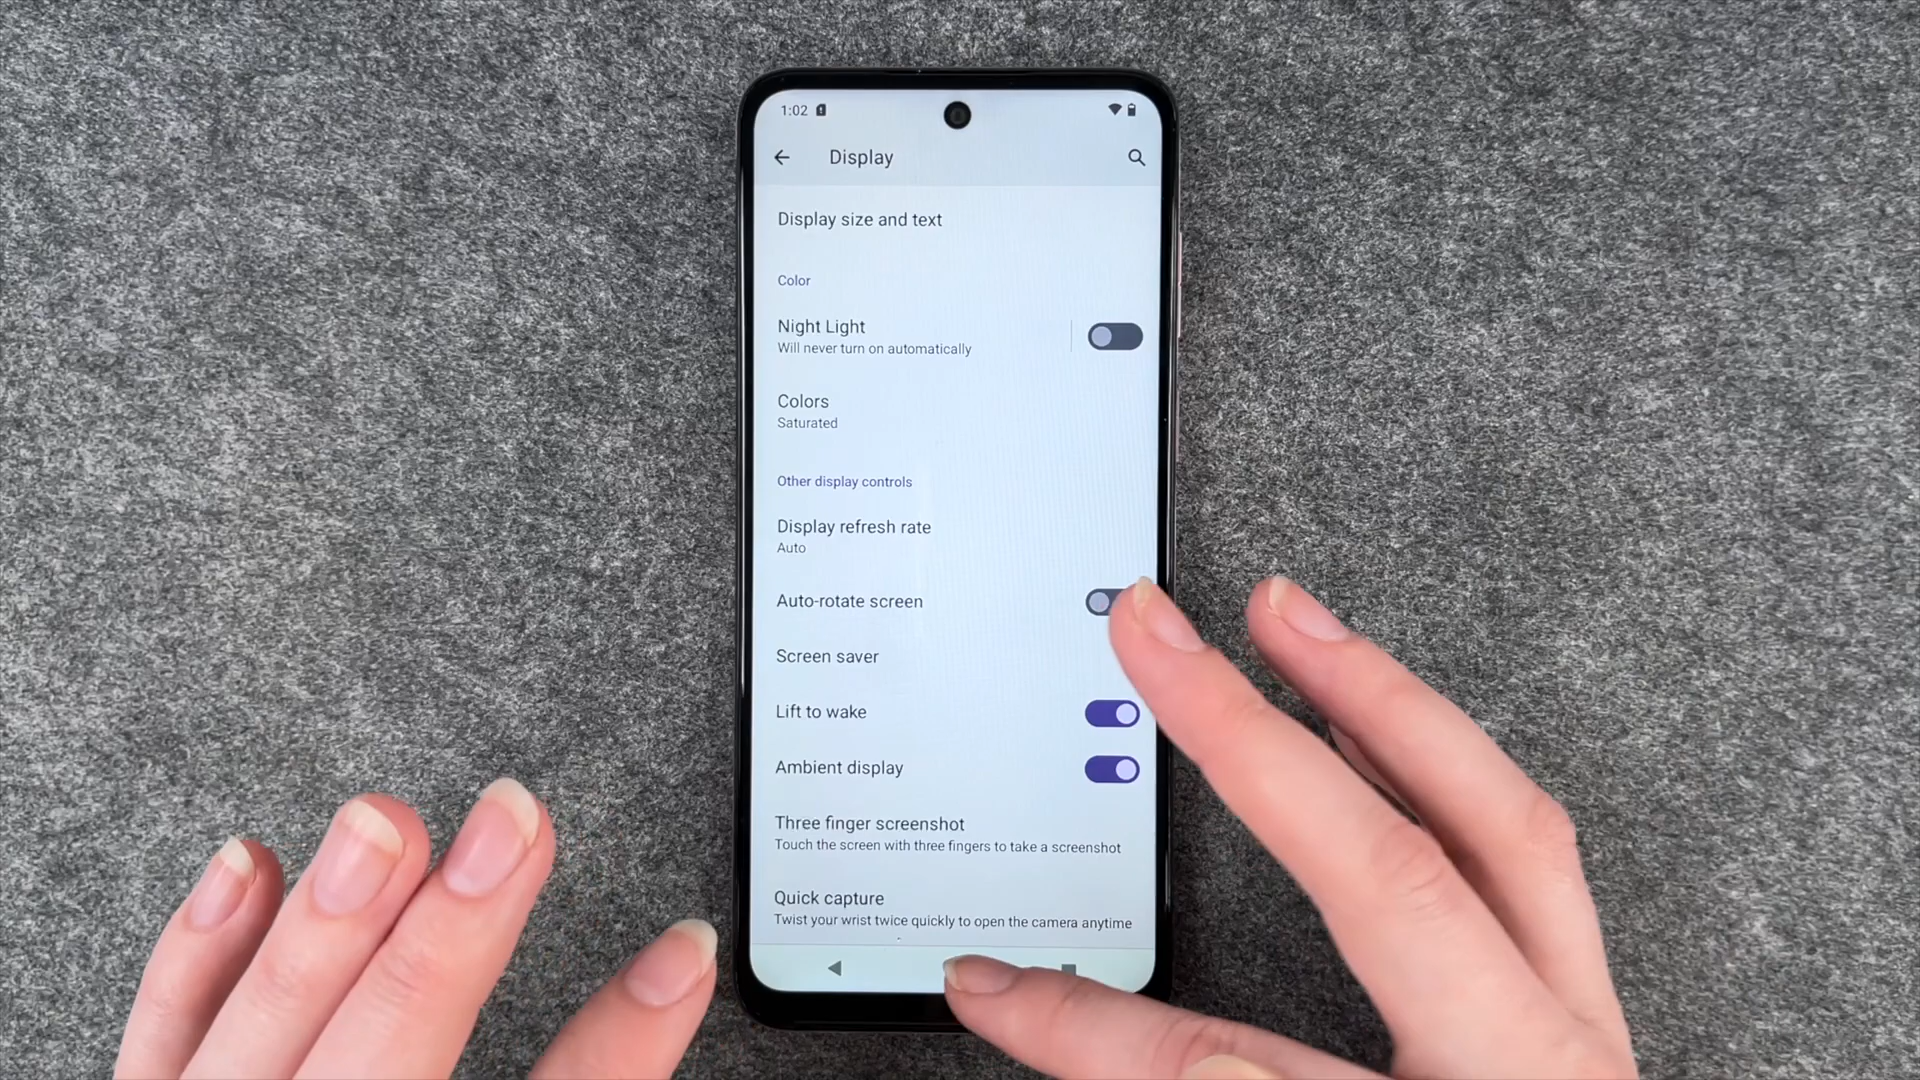 1:02
Display
Display size and text
Color
Night Light
Will never turn on automatically
Colors
Saturated
Other display controls
Display refresh rate
Auto
Auto-rotate screen
Screen saver
Lift to wake
Ambient display
Three finger screenshot
Touch the screen with three fingers to take a screenshot
Quick capture
Twist your wrist twice quickly to open the camera anytime